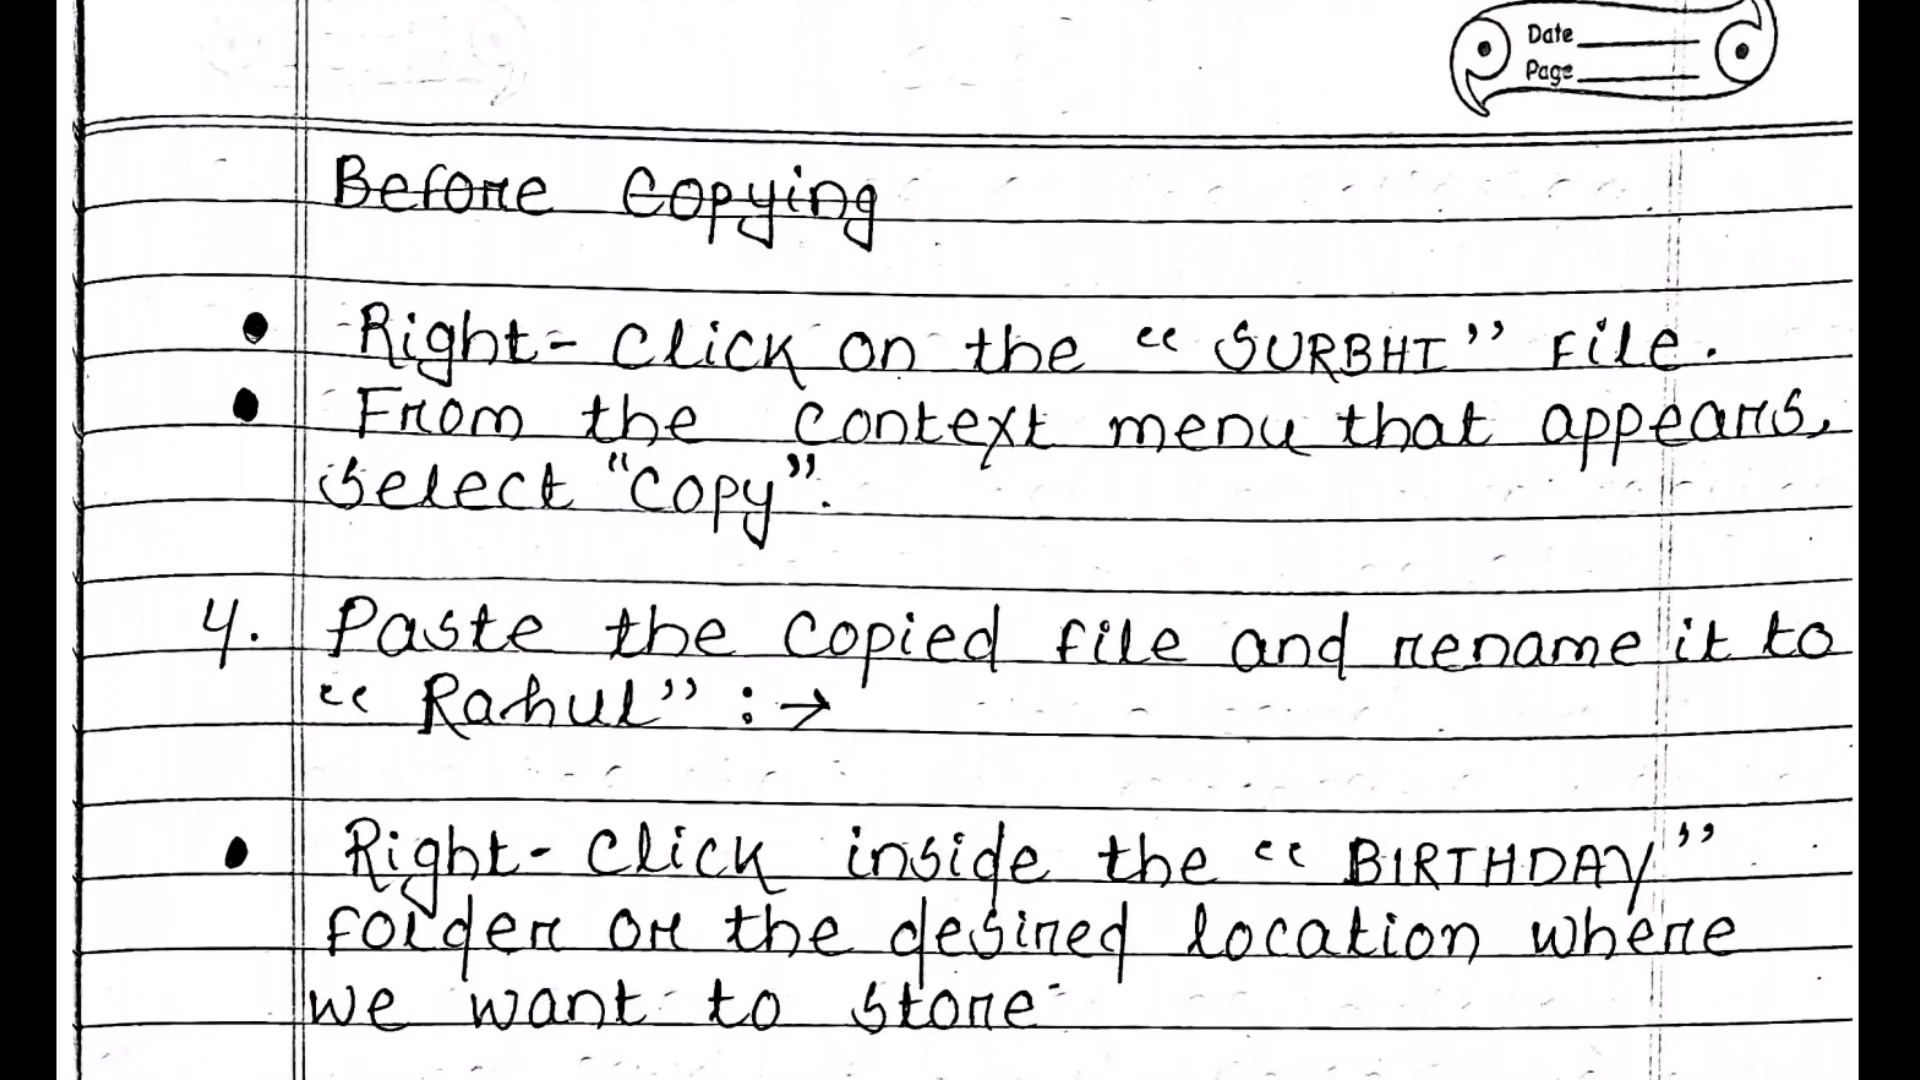 Date
Page
Before Copying
• Right-Click on the “SURBHI” File.
• From the context menu that appears,
select “Copy”.
4. Paste the copied file and rename it to
“Rahul” :→
• Right-Click inside the “BIRTHDAY”
folder or the desired location where
we want to store